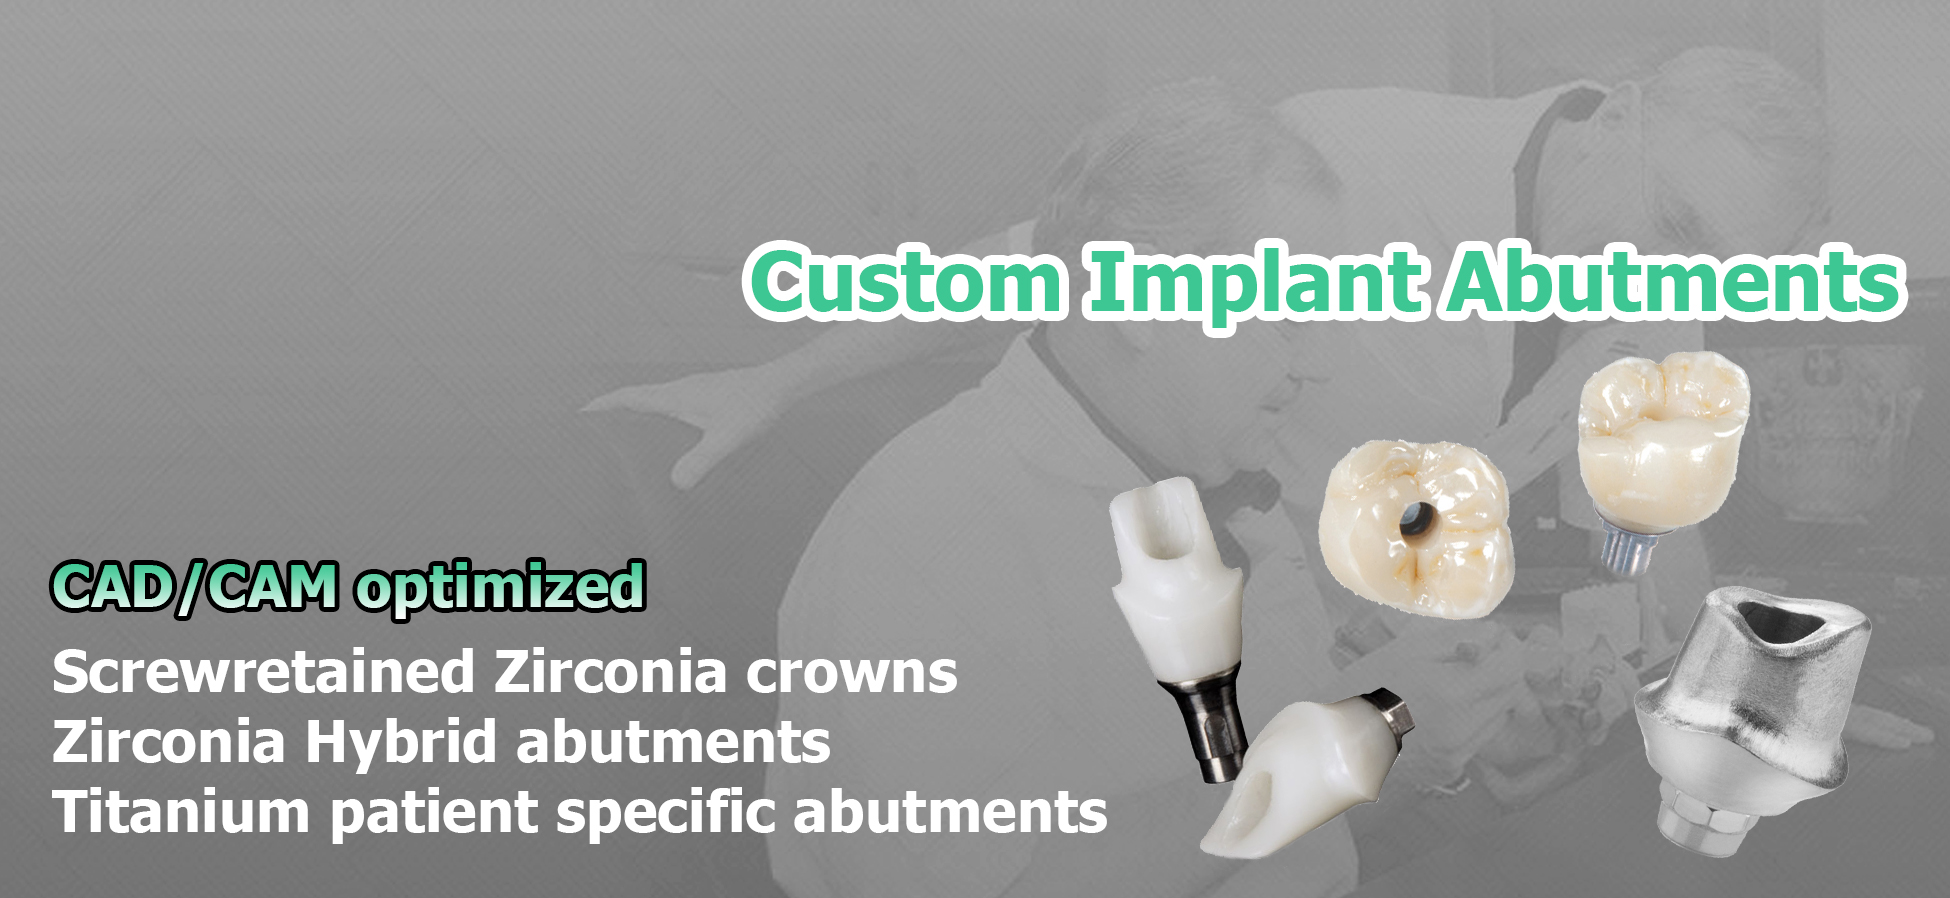 Custom Implant Abutments
CAD/CAM optimized
Screwretained Zirconia crowns
Zirconia Hybrid abutments
Titanium patient specific abutments